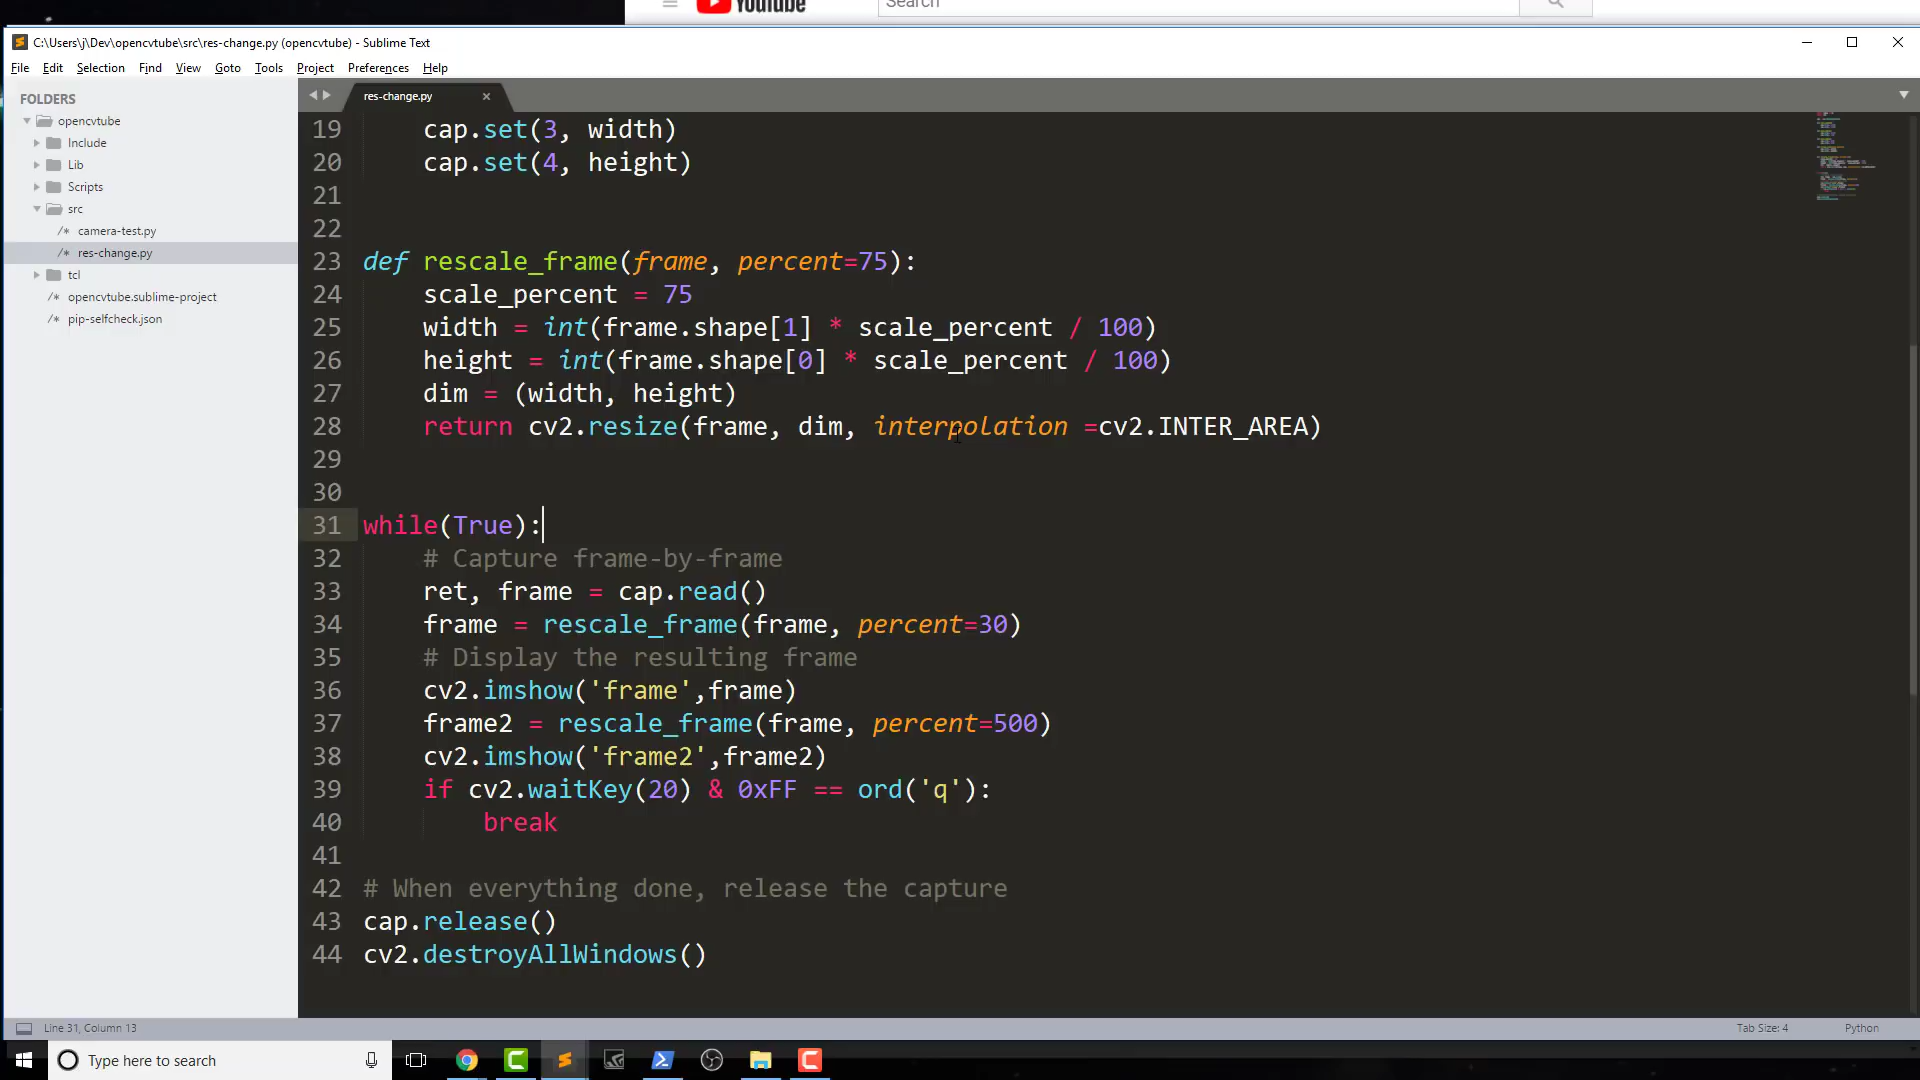 YouTube
Search
C:\Users\j\Dev\opencvtube\src\res-change.py (opencvtube) - Sublime Text
File Edit Selection Find View Goto Tools Project Preferences Help
FOLDERS
opencvtube
Include
Lib
Scripts
src
/* camera-test.py
/* res-change.py
tcl
/* opencvtube.sublime-project
/* pip-selfcheck.json
res-change.py
19 cap.set(3, width)
20 cap.set(4, height)
21
22
23 def rescale_frame(frame, percent=75):
24 scale_percent = 75
25 width = int(frame.shape[1] * scale_percent / 100)
26 height = int(frame.shape[0] * scale_percent / 100)
27 dim = (width, height)
28 return cv2.resize(frame, dim, interpolation =cv2.INTER_AREA)
29
30
31 while(True):
32 # Capture frame-by-frame
33 ret, frame = cap.read()
34 frame = rescale_frame(frame, percent=30)
35 # Display the resulting frame
36 cv2.imshow('frame',frame)
37 frame2 = rescale_frame(frame, percent=500)
38 cv2.imshow('frame2',frame2)
39 if cv2.waitKey(20) & 0xFF == ord('q'):
40 break
41
42 # When everything done, release the capture
43 cap.release()
44 cv2.destroyAllWindows()
Line 31, Column 13
Tab Size: 4
Python
Type here to search